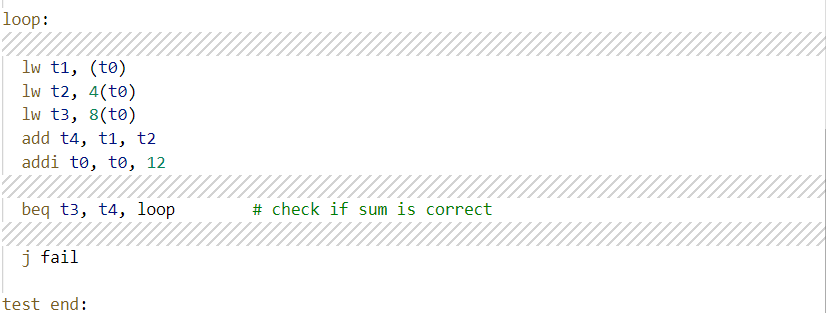 loop:
lw t1, (t0)
lw t2, 4(t0)
lw t3, 8(t0)
add t4, t1, t2
addi t0, t0, 12
beq t3, t4, loop # check if sum is correct
j fail
test end: